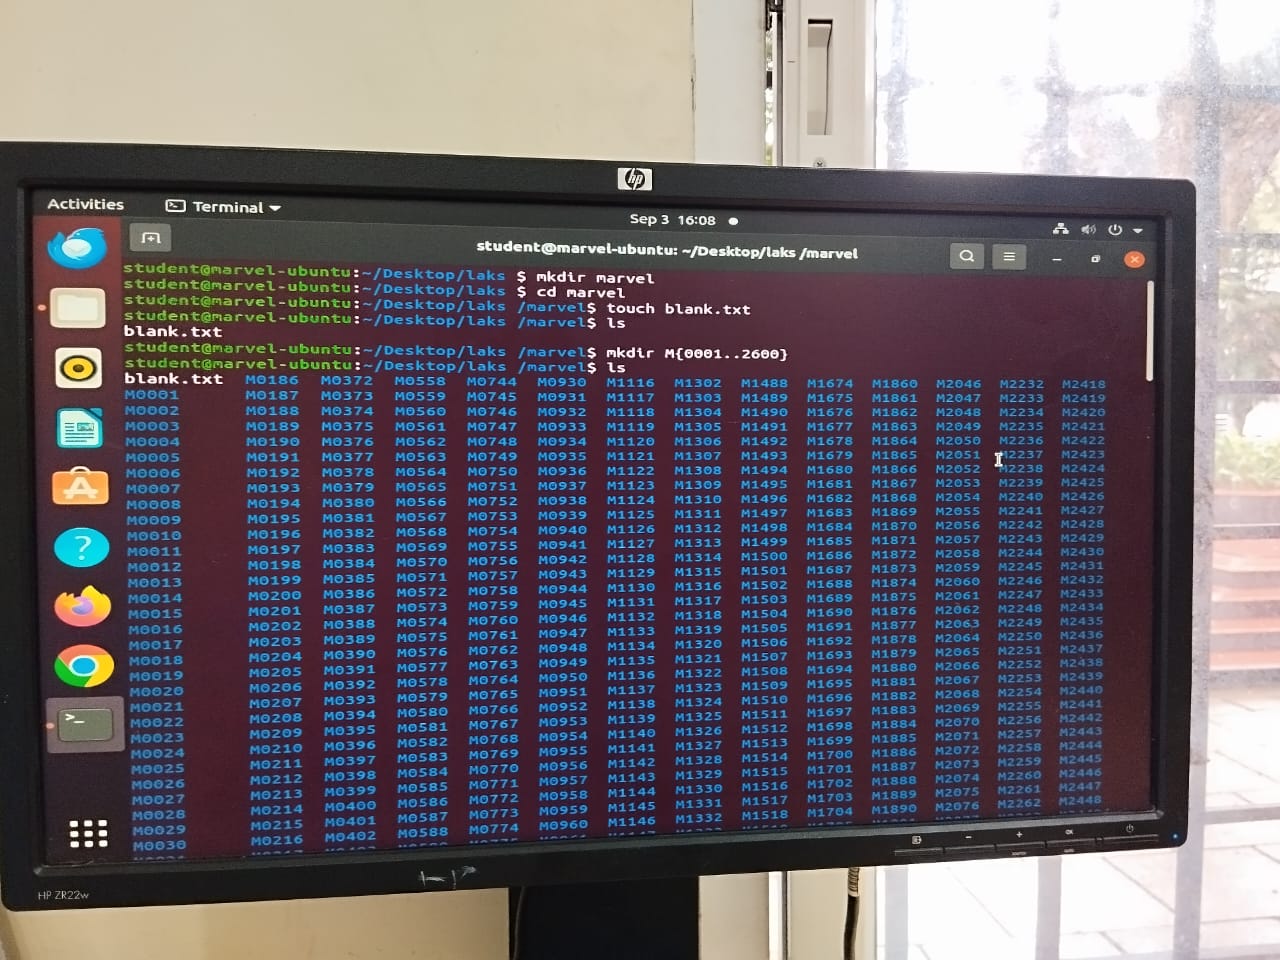 hp
Activities Terminal
Sep 3 16:08
student@marvel-ubuntu: ~/Desktop/laks /marvel
student@marvel-ubuntu:~/Desktop/laks $ mkdir marvel
student@marvel-ubuntu:~/Desktop/laks $ cd marvel
student@marvel-ubuntu:~/Desktop/laks /marvel$ touch blank.txt
student@marvel-ubuntu:~/Desktop/laks /marvel$ ls
blank.txt
student@marvel-ubuntu:~/Desktop/laks /marvel$ mkdir M{0001..2600}
student@marvel-ubuntu:~/Desktop/laks /marvel$ ls
blank.txt M0186 M0372 M0558 M0744 M0930 M1116 M1302 M1488 M1674 M1860 M2046 M2232 M2418
M0001 M0187 M0373 M0559 M0745 M0931 M1117 M1303 M1489 M1675 M1861 M2047 M2233 M2419
M0002 M0188 M0374 M0560 M0746 M0932 M1118 M1304 M1490 M1676 M1862 M2048 M2234 M2420
M0003 M0189 M0375 M0561 M0747 M0933 M1119 M1305 M1491 M1677 M1863 M2049 M2235 M2421
M0004 M0190 M0376 M0562 M0748 M0934 M1120 M1306 M1492 M1678 M1864 M2050 M2236 M2422
M0005 M0191 M0377 M0563 M0749 M0935 M1121 M1307 M1493 M1679 M1865 M2051 M2237 M2423
M0006 M0192 M0378 M0564 M0750 M0936 M1122 M1308 M1494 M1680 M1866 M2052 M2238 M2424
M0007 M0193 M0379 M0565 M0751 M0937 M1123 M1309 M1495 M1681 M1867 M2053 M2239 M2425
M0008 M0194 M0380 M0566 M0752 M0938 M1124 M1310 M1496 M1682 M1868 M2054 M2240 M2426
M0009 M0195 M0381 M0567 M0753 M0939 M1125 M1311 M1497 M1683 M1869 M2055 M2241 M2427
M0010 M0196 M0382 M0568 M0754 M0940 M1126 M1312 M1498 M1684 M1870 M2056 M2242 M2428
M0011 M0197 M0383 M0569 M0755 M0941 M1127 M1313 M1499 M1685 M1871 M2057 M2243 M2429
M0012 M0198 M0384 M0570 M0756 M0942 M1128 M1314 M1500 M1686 M1872 M2058 M2244 M2430
M0013 M0199 M0385 M0571 M0757 M0943 M1129 M1315 M1501 M1687 M1873 M2059 M2245 M2431
M0014 M0200 M0386 M0572 M0758 M0944 M1130 M1316 M1502 M1688 M1874 M2060 M2246 M2432
M0015 M0201 M0387 M0573 M0759 M0945 M1131 M1317 M1503 M1689 M1875 M2061 M2247 M2433
M0016 M0202 M0388 M0574 M0760 M0946 M1132 M1318 M1504 M1690 M1876 M2062 M2248 M2434
M0017 M0203 M0389 M0575 M0761 M0947 M1133 M1319 M1505 M1691 M1877 M2063 M2249 M2435
M0018 M0204 M0390 M0576 M0762 M0948 M1134 M1320 M1506 M1692 M1878 M2064 M2250 M2436
M0019 M0205 M0391 M0577 M0763 M0949 M1135 M1321 M1507 M1693 M1879 M2065 M2251 M2437
M0020 M0206 M0392 M0578 M0764 M0950 M1136 M1322 M1508 M1694 M1880 M2066 M2252 M2438
M0021 M0207 M0393 M0579 M0765 M0951 M1137 M1323 M1509 M1695 M1881 M2067 M2253 M2439
M0022 M0208 M0394 M0580 M0766 M0952 M1138 M1324 M1510 M1696 M1882 M2068 M2254 M2440
M0023 M0209 M0395 M0581 M0767 M0953 M1139 M1325 M1511 M1697 M1883 M2069 M2255 M2441
M0024 M0210 M0396 M0582 M0768 M0954 M1140 M1326 M1512 M1698 M1884 M2070 M2256 M2442
M0025 M0211 M0397 M0583 M0769 M0955 M1141 M1327 M1513 M1699 M1885 M2071 M2257 M2443
M0026 M0212 M0398 M0584 M0770 M0956 M1142 M1328 M1514 M1700 M1886 M2072 M2258 M2444
M0027 M0213 M0399 M0585 M0771 M0957 M1143 M1329 M1515 M1701 M1887 M2073 M2259 M2445
M0028 M0214 M0400 M0586 M0772 M0958 M1144 M1330 M1516 M1702 M1888 M2074 M2260 M2446
M0029 M0215 M0401 M0587 M0773 M0959 M1145 M1331 M1517 M1703 M1889 M2075 M2261 M2447
M0030 M0216 M0402 M0588 M0774 M0960 M1146 M1332 M1518 M1704 M1890 M2076 M2262 M2448
HP ZR22w